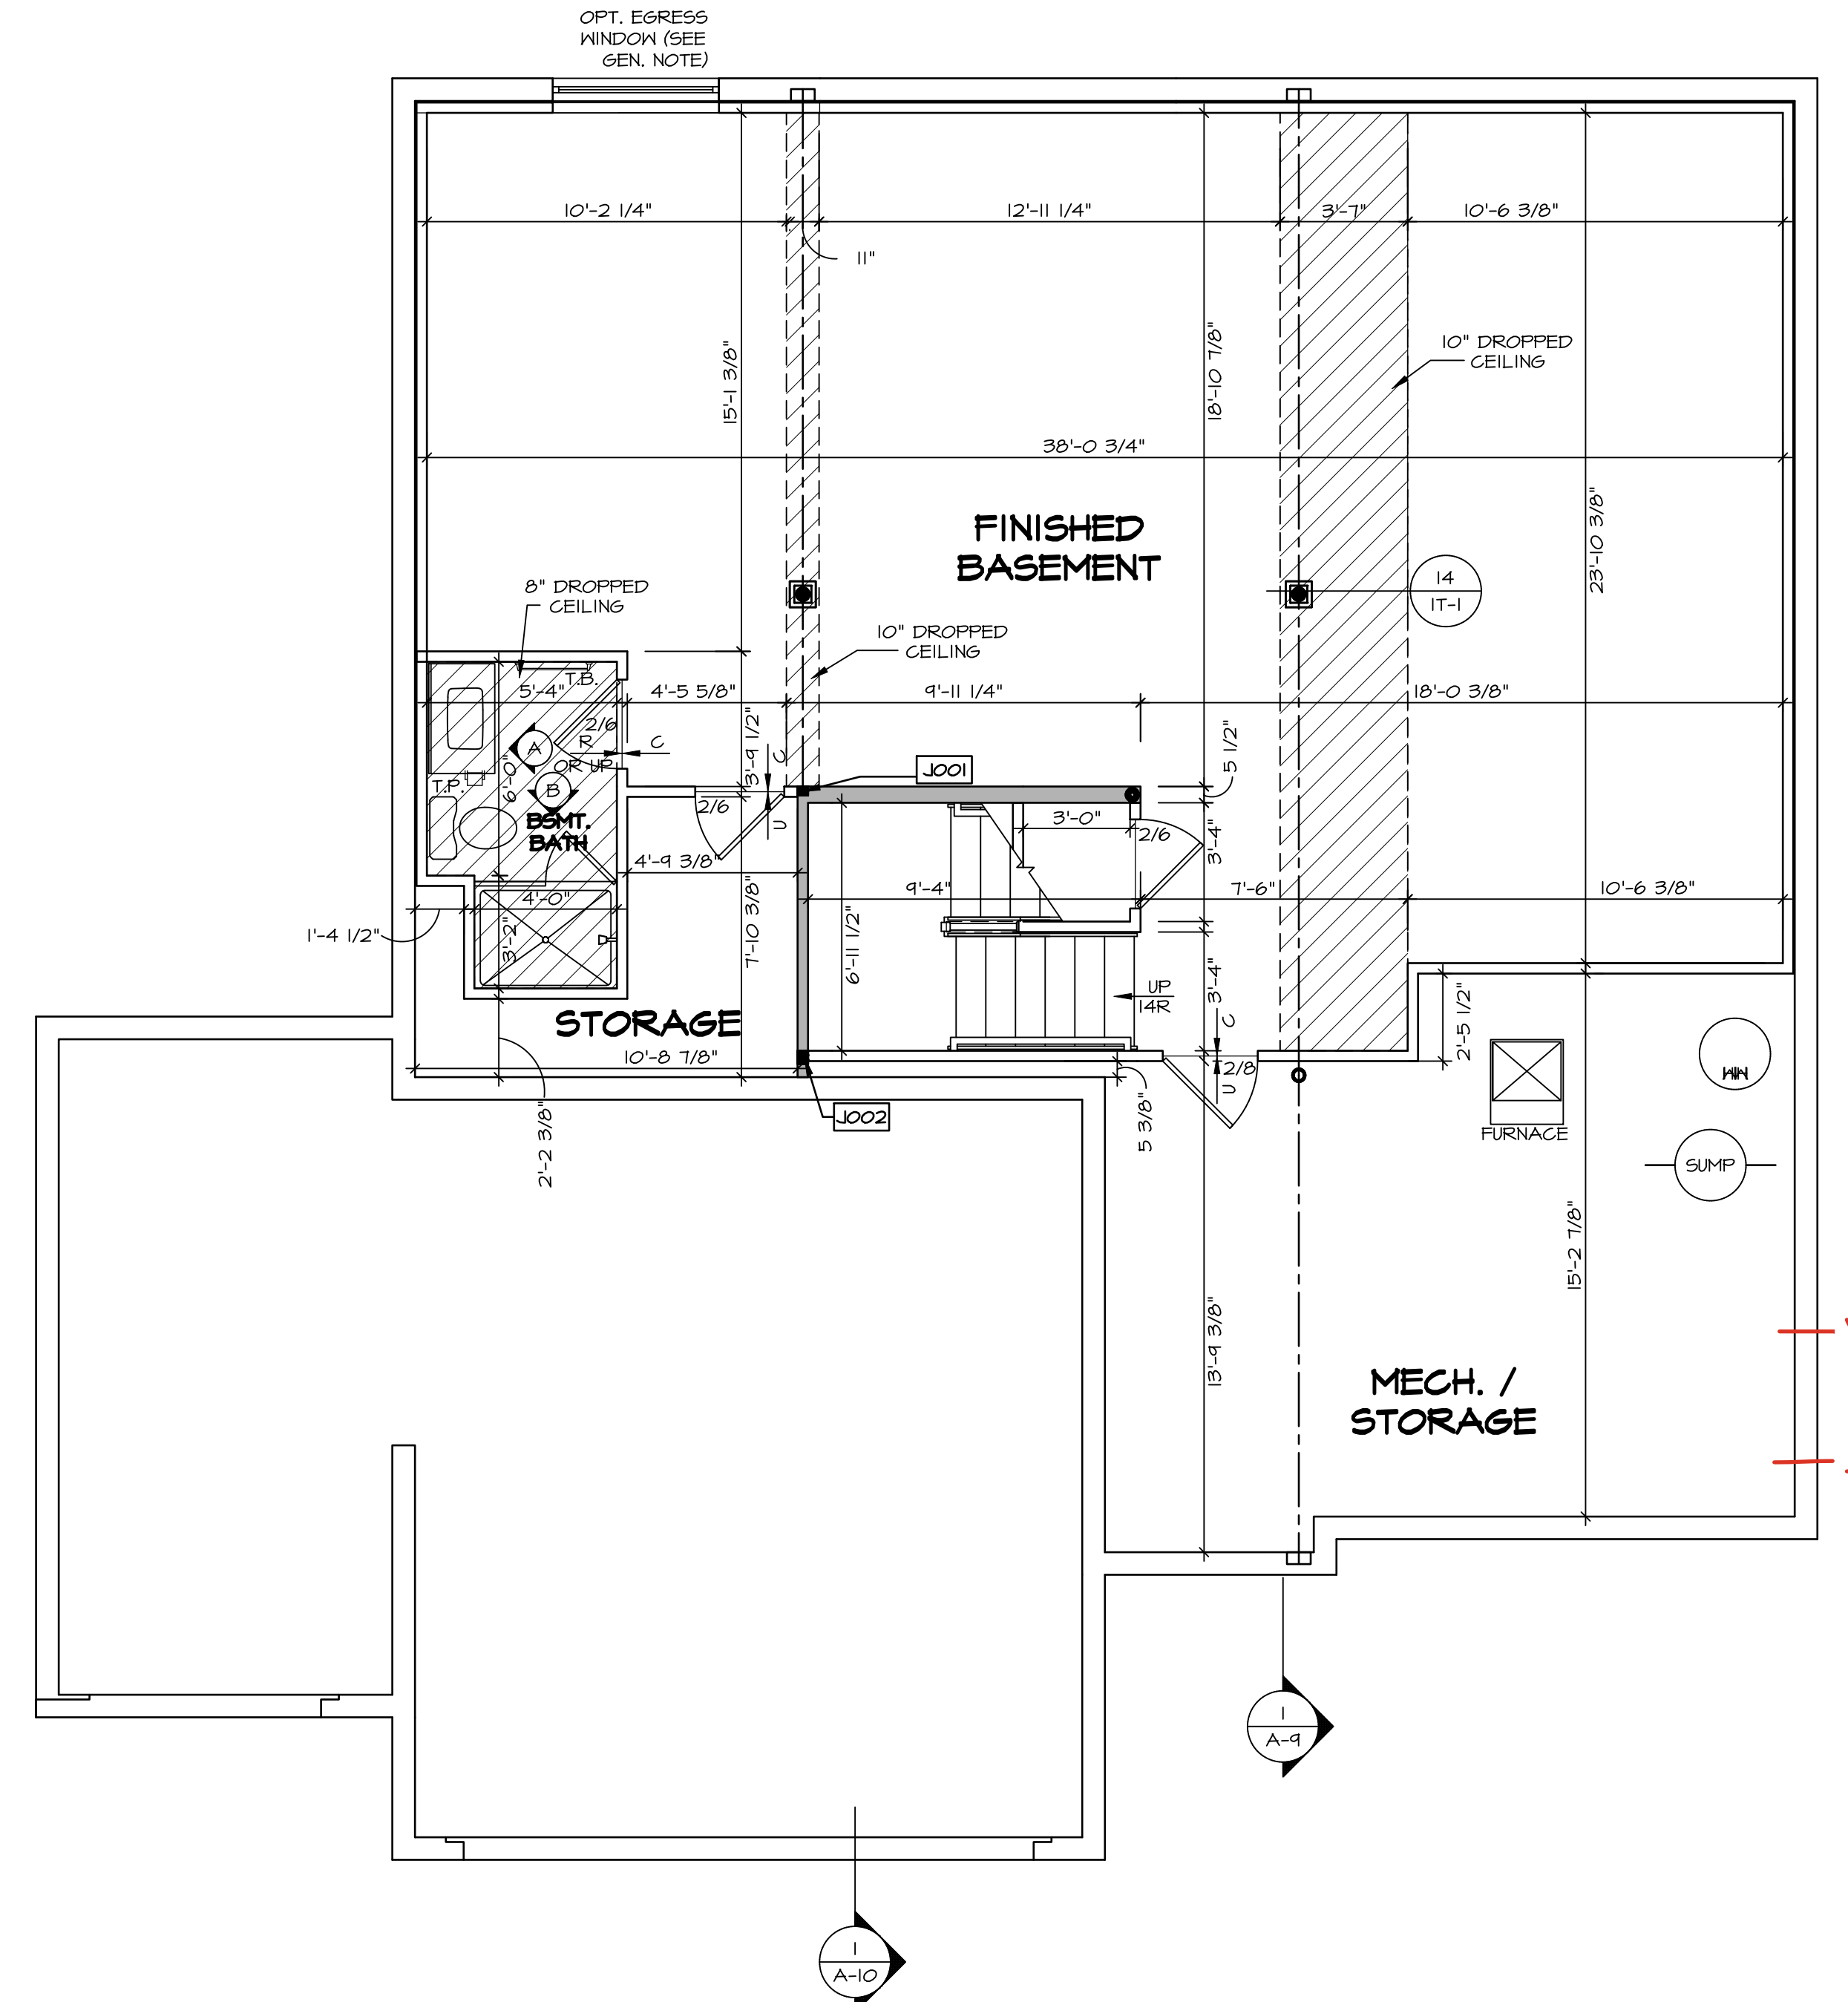 OPT. EGRESS
WINDOW (SEE
GEN. NOTE)
10'-2 1/4"
12'-11 1/4"
3'-7"
10'-6 3/8"
11"
15'-1 3/8"
18'-10 7/8"
10" DROPPED
CEILING
38'-0 3/4"
23'-10 3/8"
FINISHED
BASEMENT
14
1T-1
8" DROPPED
CEILING
10" DROPPED
CEILING
T.B.
5'-4"
4'-5 5/8"
9'-11 1/4"
18'-0 3/8"
2/6
3'-9 1/2"
5 1/2"
A
R
C
C
OR UP
6'-0"
T.P.
B
J001
BSMT.
BATH
2/6
U
3'-0"
2/6
3'-4"
4'-9 3/8"
9'-4"
7'-6"
10'-6 3/8"
4'-0"
1'-4 1/2"
3'-2"
7'-10 3/8"
6'-11 1/2"
UP
14R
3'-4"
C
2'-5 1/2"
STORAGE
10'-8 7/8"
2/8
U
2'-2 3/8"
J002
5 3/8"
FURNACE
SUMP
15'-2 7/8"
13'-9 3/8"
MECH. /
STORAGE
1
A-9
1
A-10